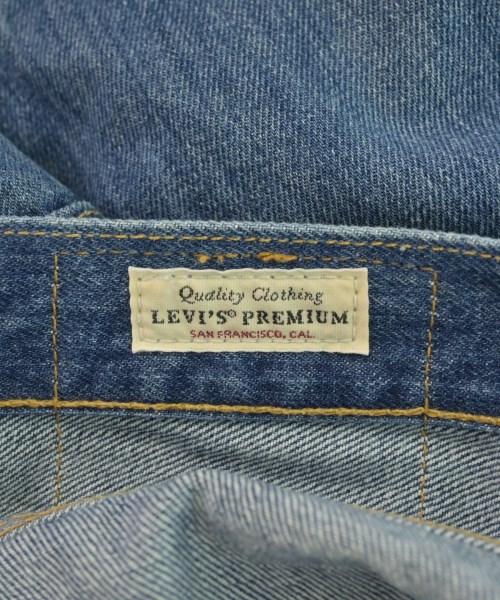 Quality Clothing
LEVI'S® PREMIUM
SAN FRANCISCO, CAL.